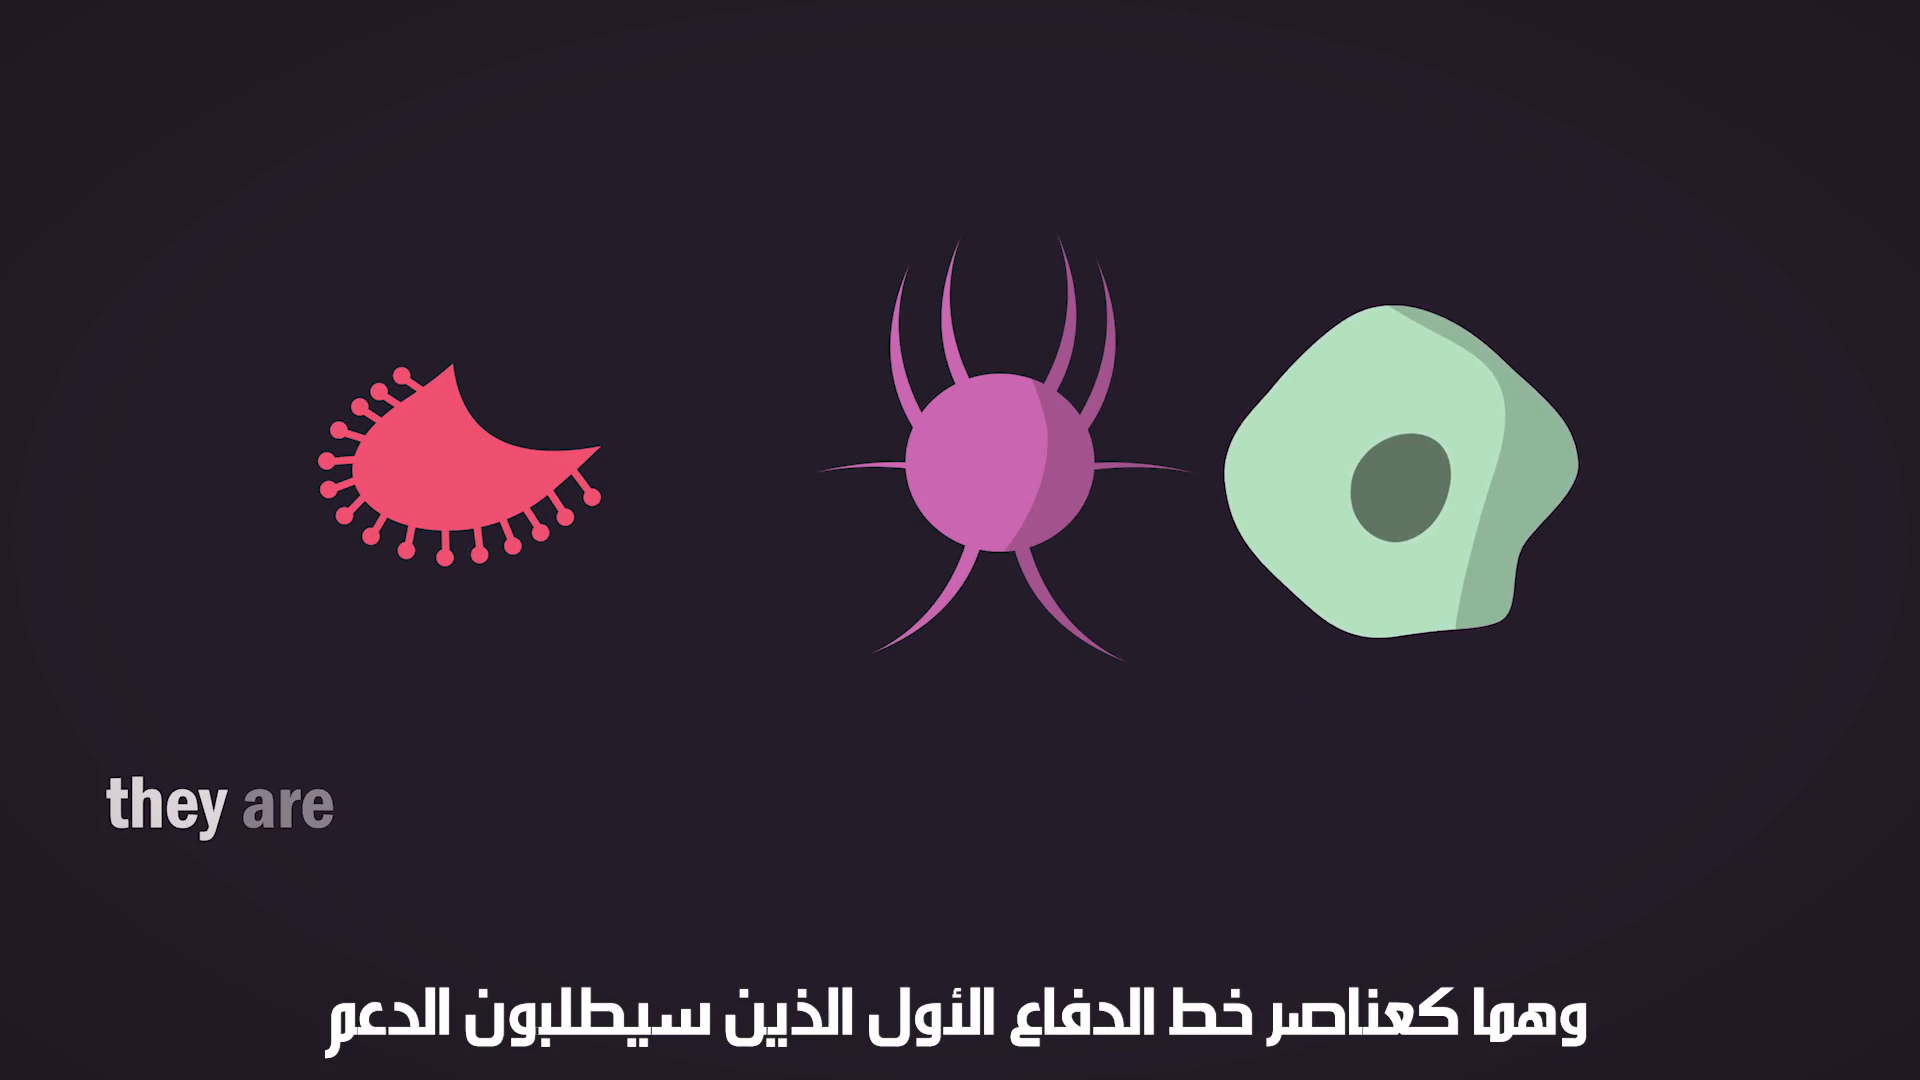 they are
وهما كعناصر خط الدفاع الأول الذين سيطلبون الدعم